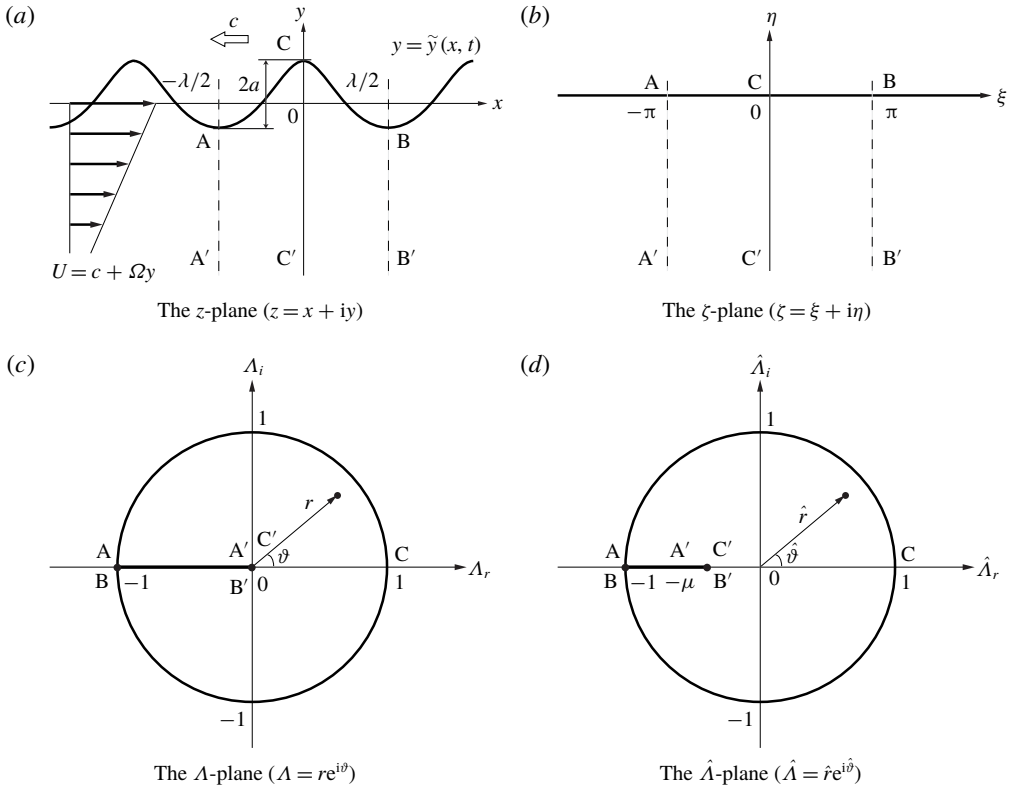 (a)
y
c
C
y = ỹ(x, t)
−λ/2
2a
λ/2
0
x
A
B
A′
C′
B′
U = c + Ωy
The z-plane (z = x + iy)
(b)
η
A
C
B
ξ
−π
0
π
A′
C′
B′
The ζ-plane (ζ = ξ + iη)
(c)
Λi
1
r
A
A′
C′
ϑ
C
B
−1
B′
0
1
Λr
−1
The Λ-plane (Λ = re^{iϑ})
(d)
Λ̂i
1
r̂
A
A′
C′
ϑ̂
C
B
−1
−μ
B′
0
1
Λ̂r
−1
The Λ̂-plane (Λ̂ = r̂e^{iϑ̂})